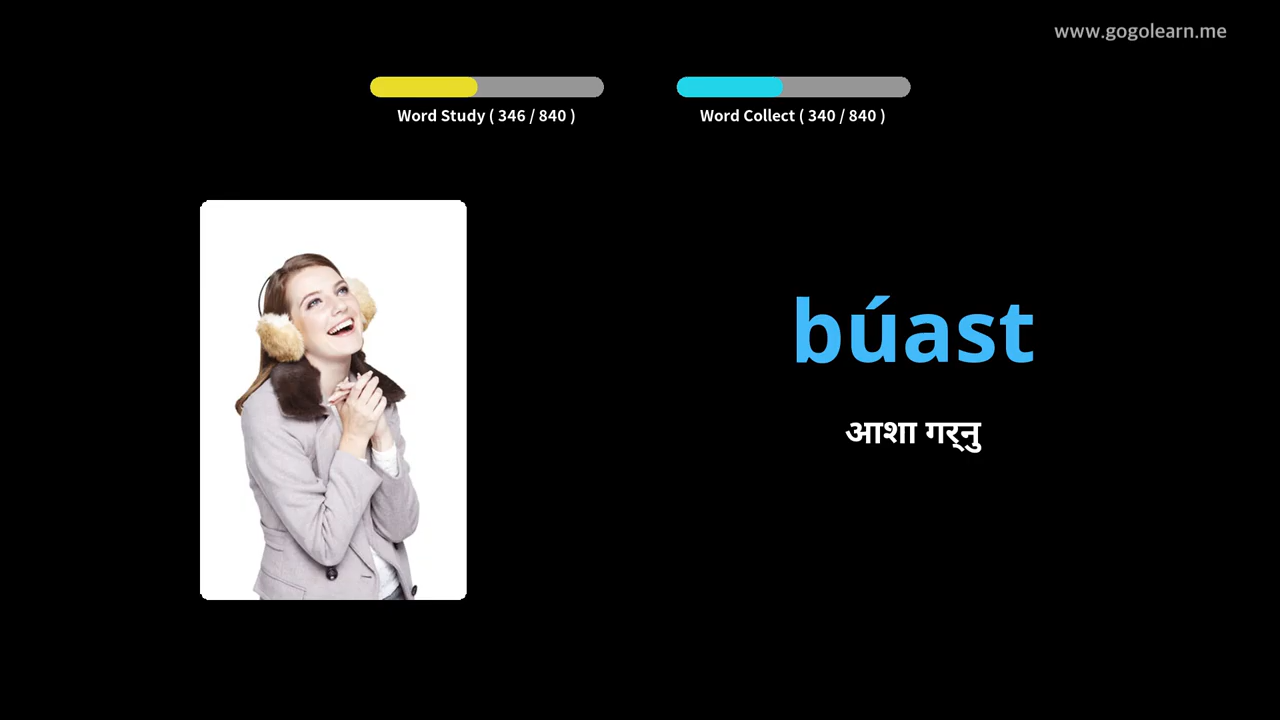 www.gogolearn.me
Word Study ( 346 / 840 )
Word Collect ( 340 / 840 )
búast
आशा गर्नु